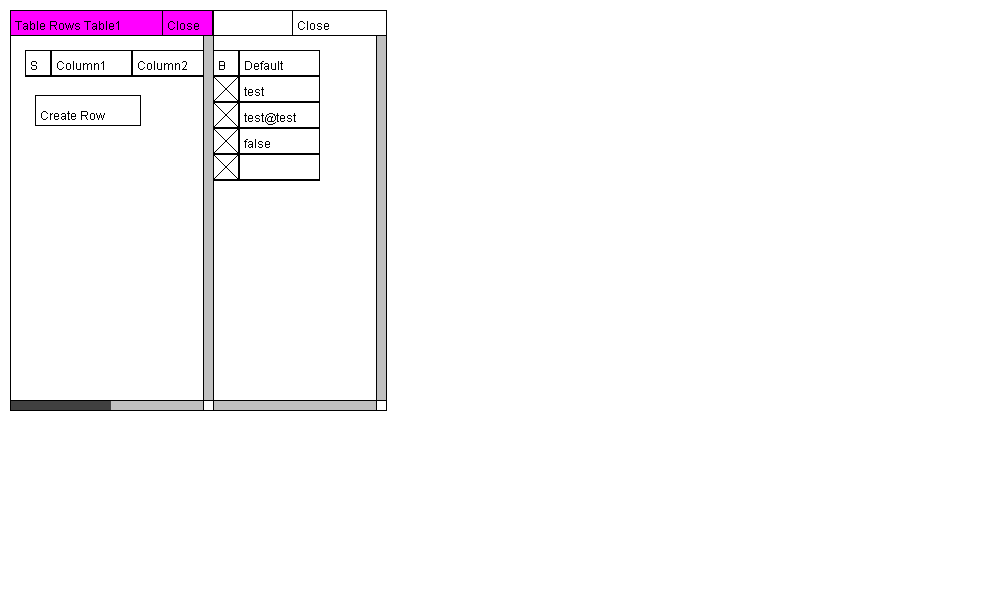 Table Rows Table1 Close Close
S Column1 Column2 B Default
test
Create Row test@test
false